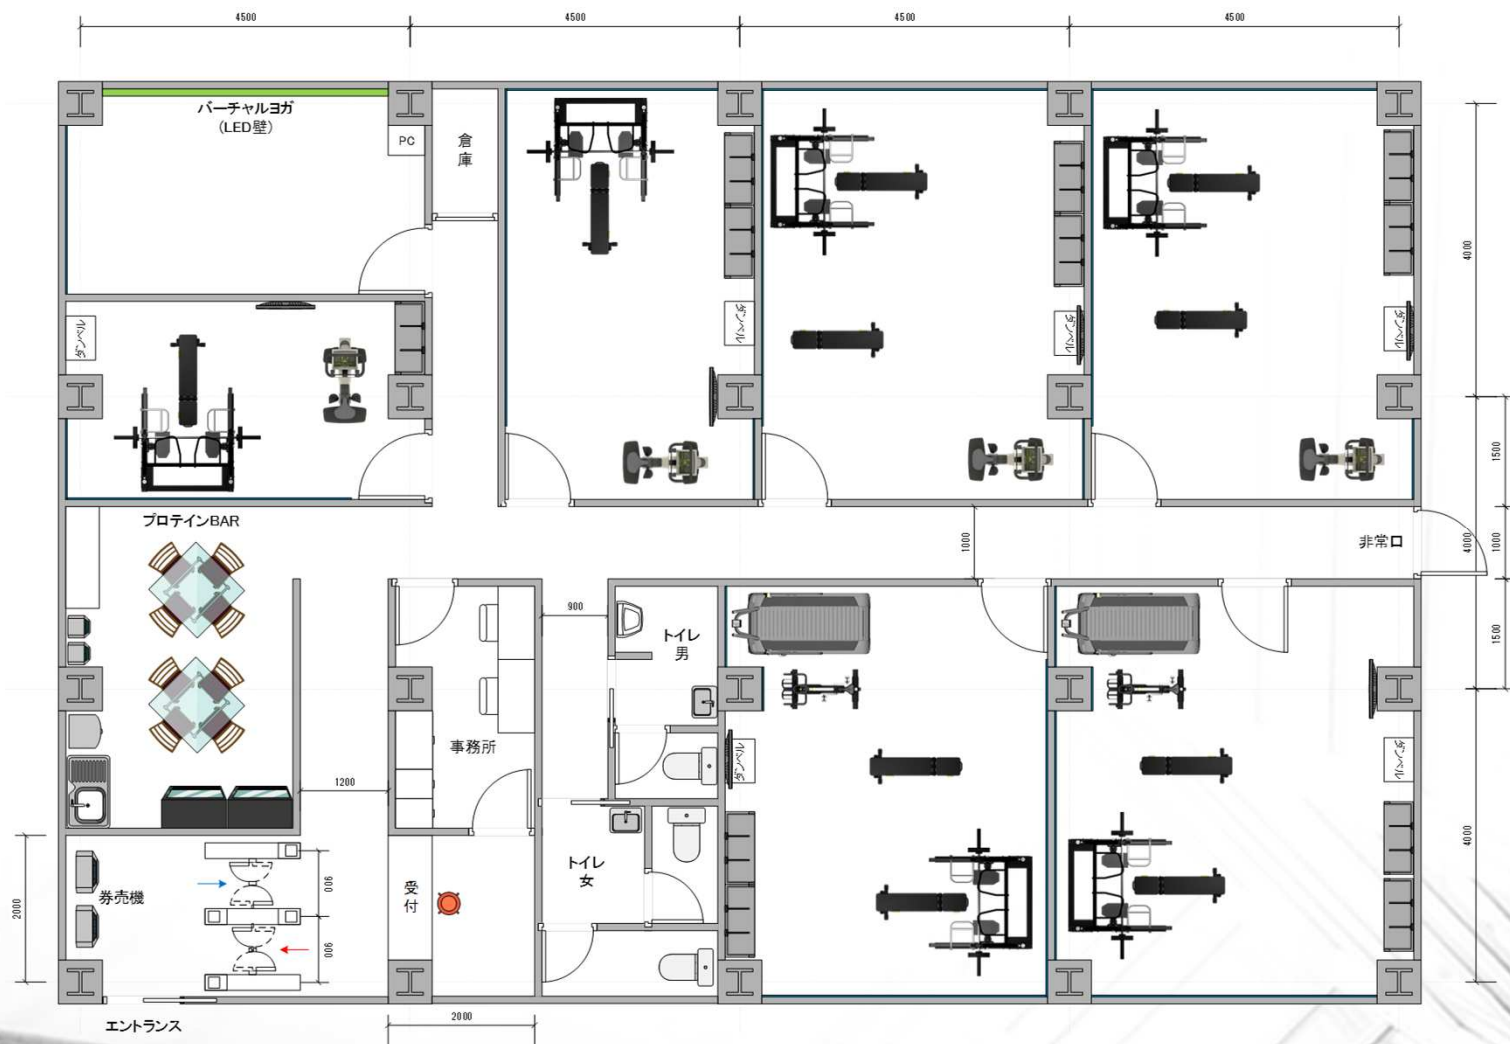 4500
4500
4500
4500
バーチャルヨガ
(LED壁)
PC
倉
庫
ダンベル
ダンベル
ダンベル
ダンベル
4000
1500
プロテインBAR
1000
非常口
4000
1000
1500
900
トイレ
男
事務所
1200
ダンベル
ダンベル
4000
トイレ
女
受
付
券売機
900
900
2000
エントランス
2000